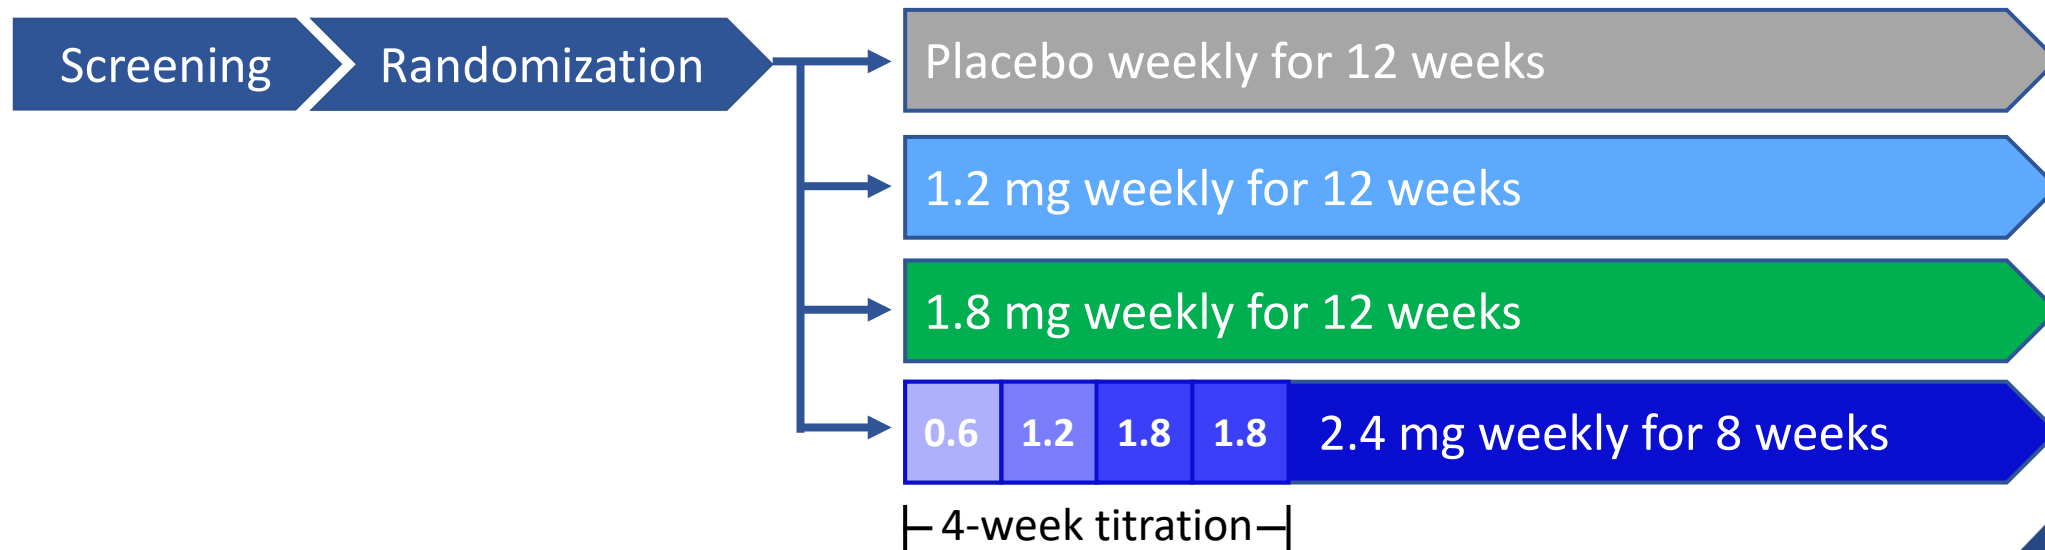 Screening
Randomization
Placebo weekly for 12 weeks
1.2 mg weekly for 12 weeks
1.8 mg weekly for 12 weeks
0.6 1.2 1.8 1.8 2.4 mg weekly for 8 weeks
4-week titration